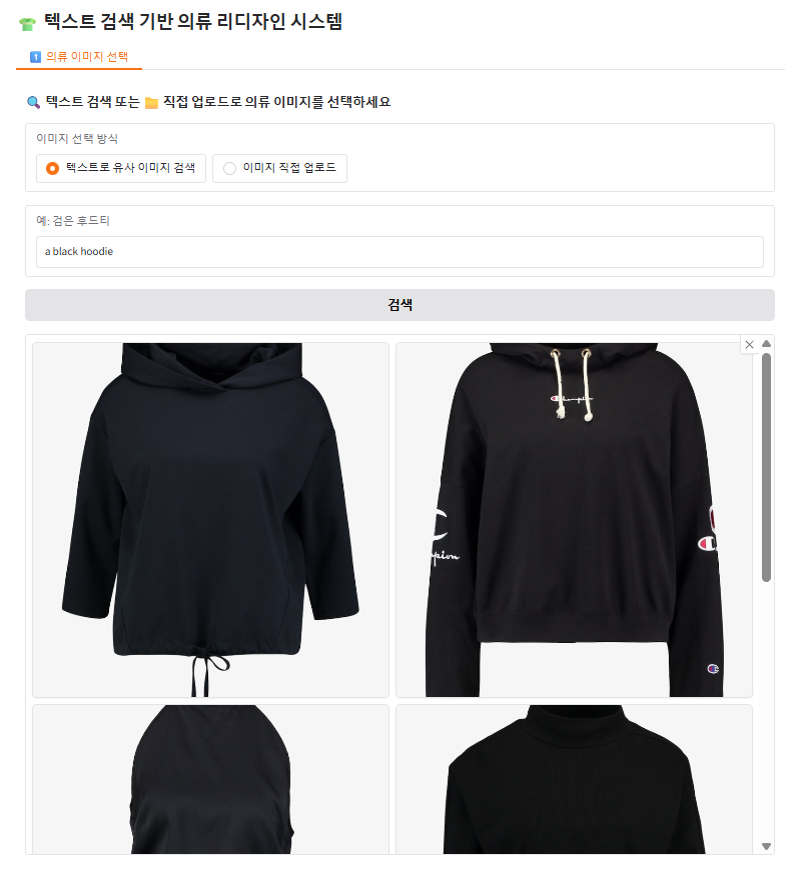 텍스트 검색 기반 의류 리디자인 시스템
1 의류 이미지 선택
텍스트 검색 또는 직접 업로드로 의류 이미지를 선택하세요
이미지 선택 방식
텍스트로 유사 이미지 검색
이미지 직접 업로드
예: 검은 후드티
a black hoodie
검색
Champion
pion